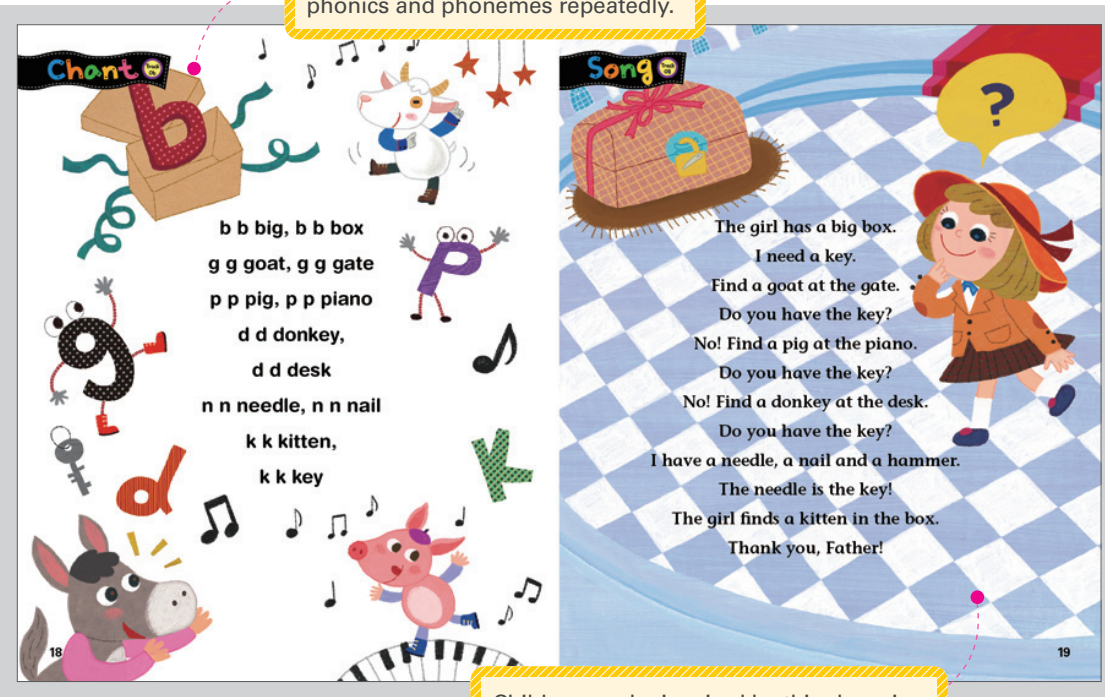 phonics and phonemes repeatedly.
Chant Track 08
b
b b big, b b box
g g goat, g g gate
p p pig, p p piano
d d donkey,
d d desk
n n needle, n n nail
k k kitten,
k k key
P
g
d
k
18
Song Track
?
The girl has a big box.
I need a key.
Find a goat at the gate.
Do you have the key?
No! Find a pig at the piano.
Do you have the key?
No! Find a donkey at the desk.
Do you have the key?
I have a needle, a nail and a hammer.
The needle is the key!
The girl finds a kitten in the box.
Thank you, Father!
19